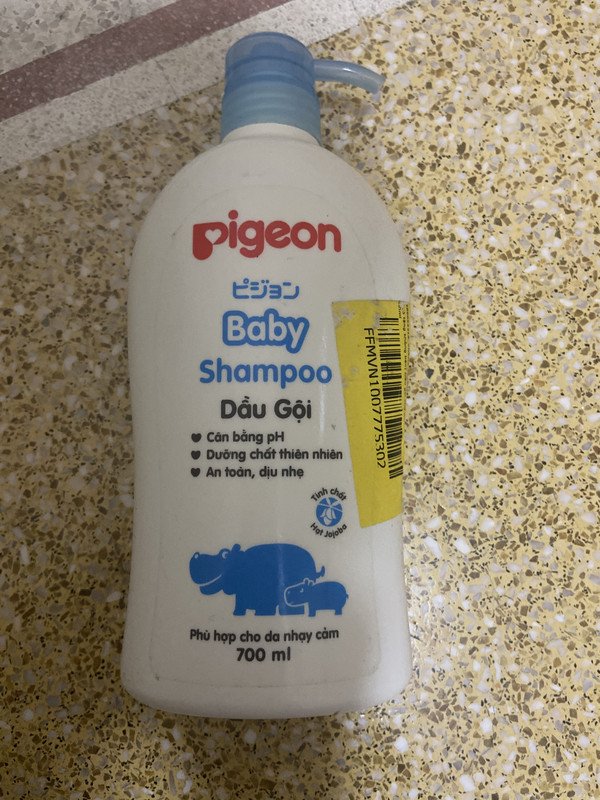 pigeon
ピジョン
Baby
Shampoo
Dầu Gội
Cân bằng pH
Dưỡng chất thiên nhiên
An toàn, dịu nhẹ
Tinh chất
Hạt Jojoba
Phù hợp cho da nhạy cảm
700 ml
FFMVN1007775302